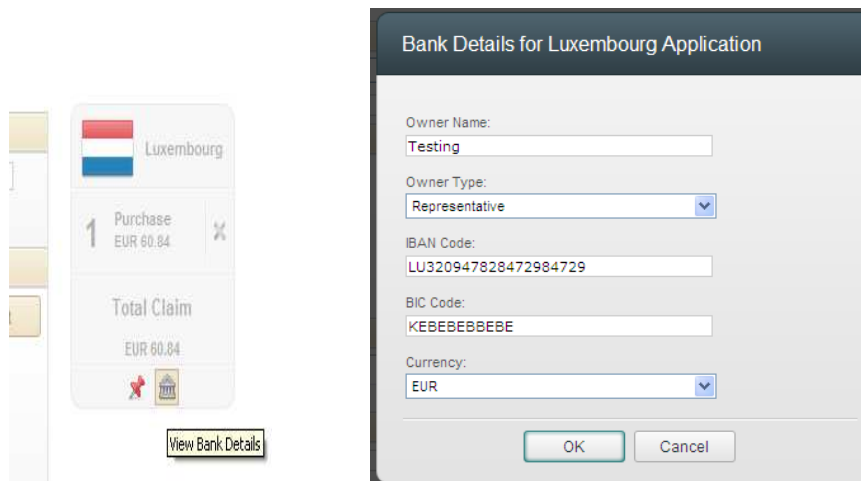 Luxembourg
1 Purchase
EUR 60.84
Total Claim
EUR 60.84
View Bank Details
Bank Details for Luxembourg Application
Owner Name:
Testing
Owner Type:
Representative
IBAN Code:
LU320947828472984729
BIC Code:
KEBEBEBBEBE
Currency:
EUR
OK Cancel